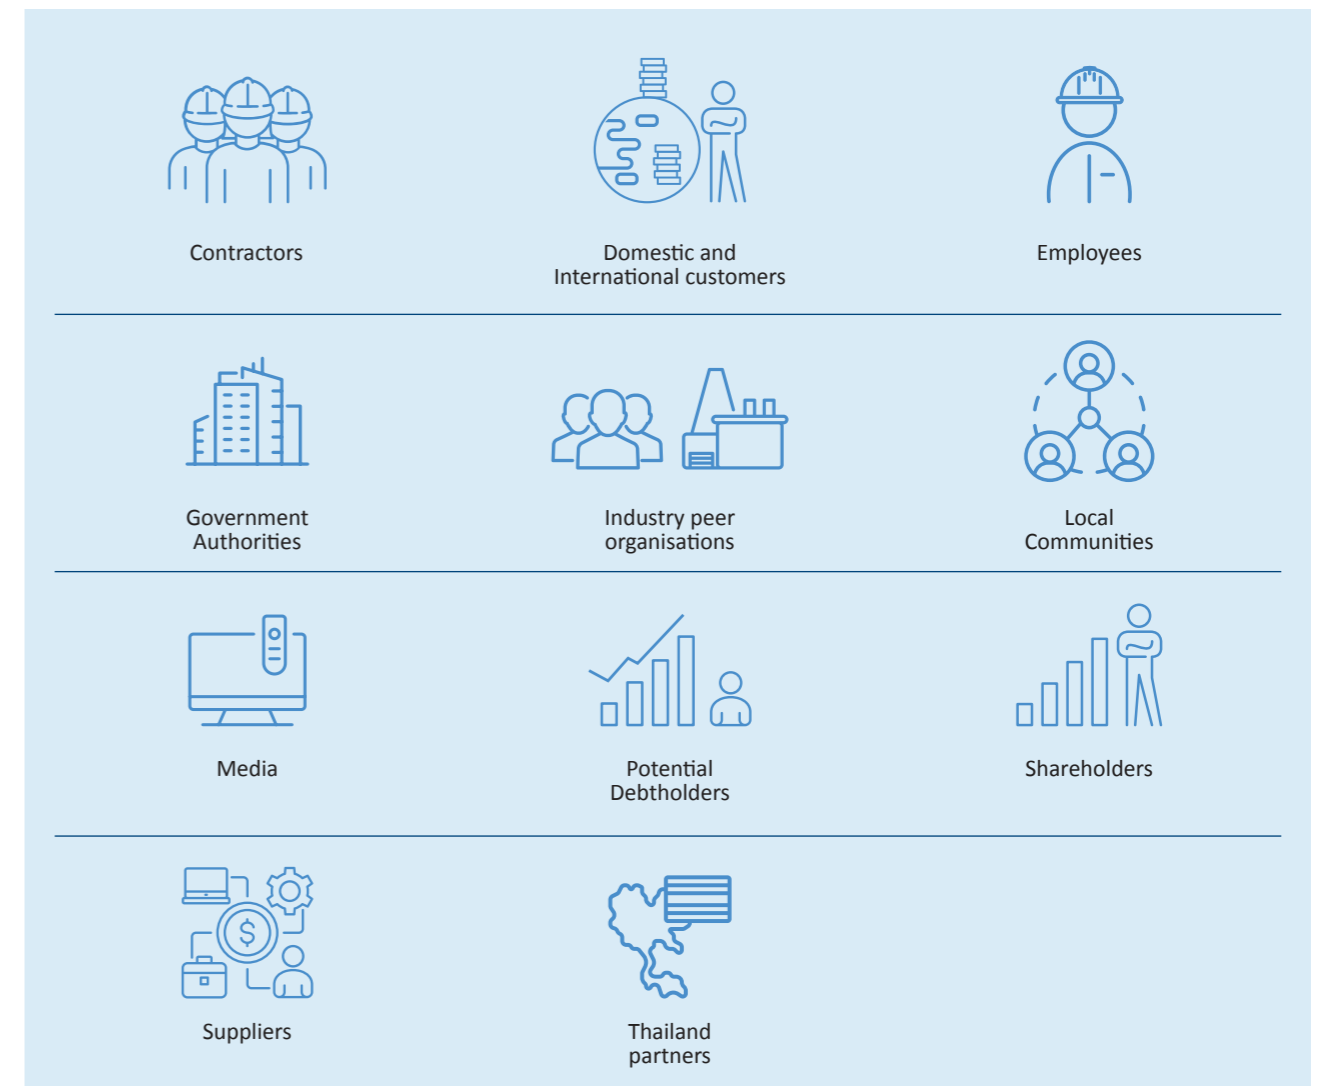 Contractors
Domestic and
International customers
Employees
Government
Authorities
Industry peer
organisations
Local
Communities
Media
Potential
Debtholders
Shareholders
$
Suppliers
Thailand
partners